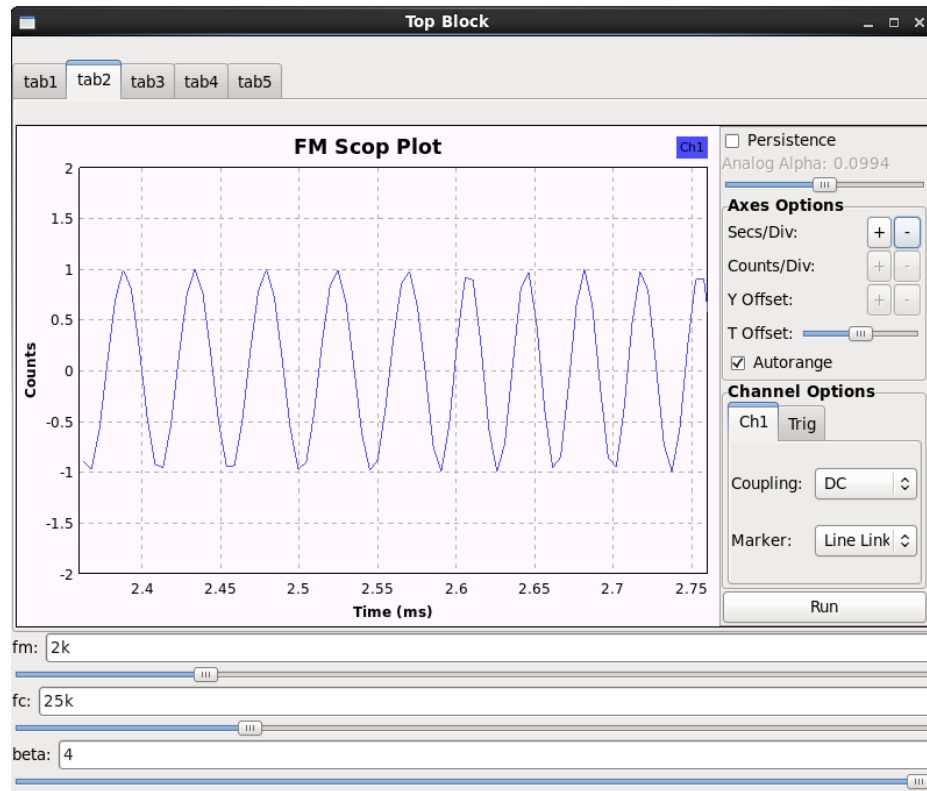 Top Block
tab1 tab2 tab3 tab4 tab5
FM Scop Plot
Ch1
2
1.5
1
0.5
0
-0.5
-1
-1.5
-2
Counts
2.4 2.45 2.5 2.55 2.6 2.65 2.7 2.75
Time (ms)
Persistence
Analog Alpha: 0.0994
Axes Options
Secs/Div: + -
Counts/Div: + -
Y Offset: + -
T Offset:
Autorange
Channel Options
Ch1 Trig
Coupling: DC
Marker: Line Link
Run
fm: 2k
fc: 25k
beta: 4